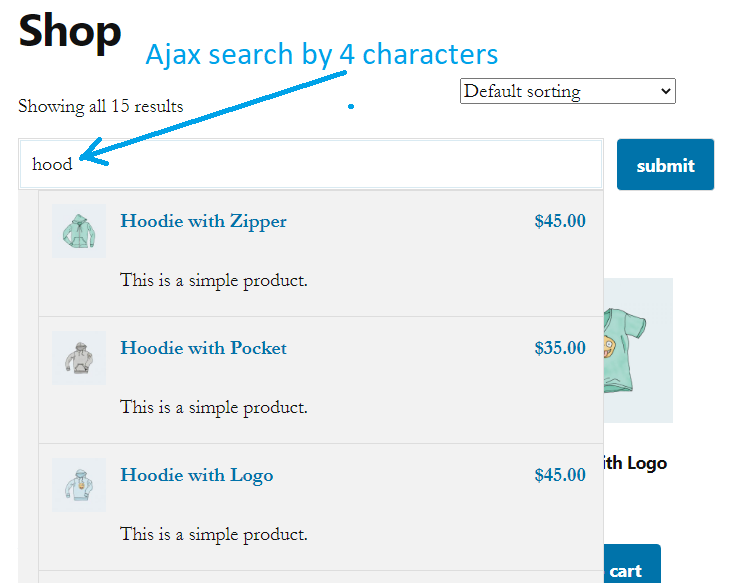 Shop
Ajax search by 4 characters
Default sorting
Showing all 15 results
hood
submit
Hoodie with Zipper $45.00
This is a simple product.
Hoodie with Pocket $35.00
This is a simple product.
ith Logo
Hoodie with Logo $45.00
This is a simple product.
cart